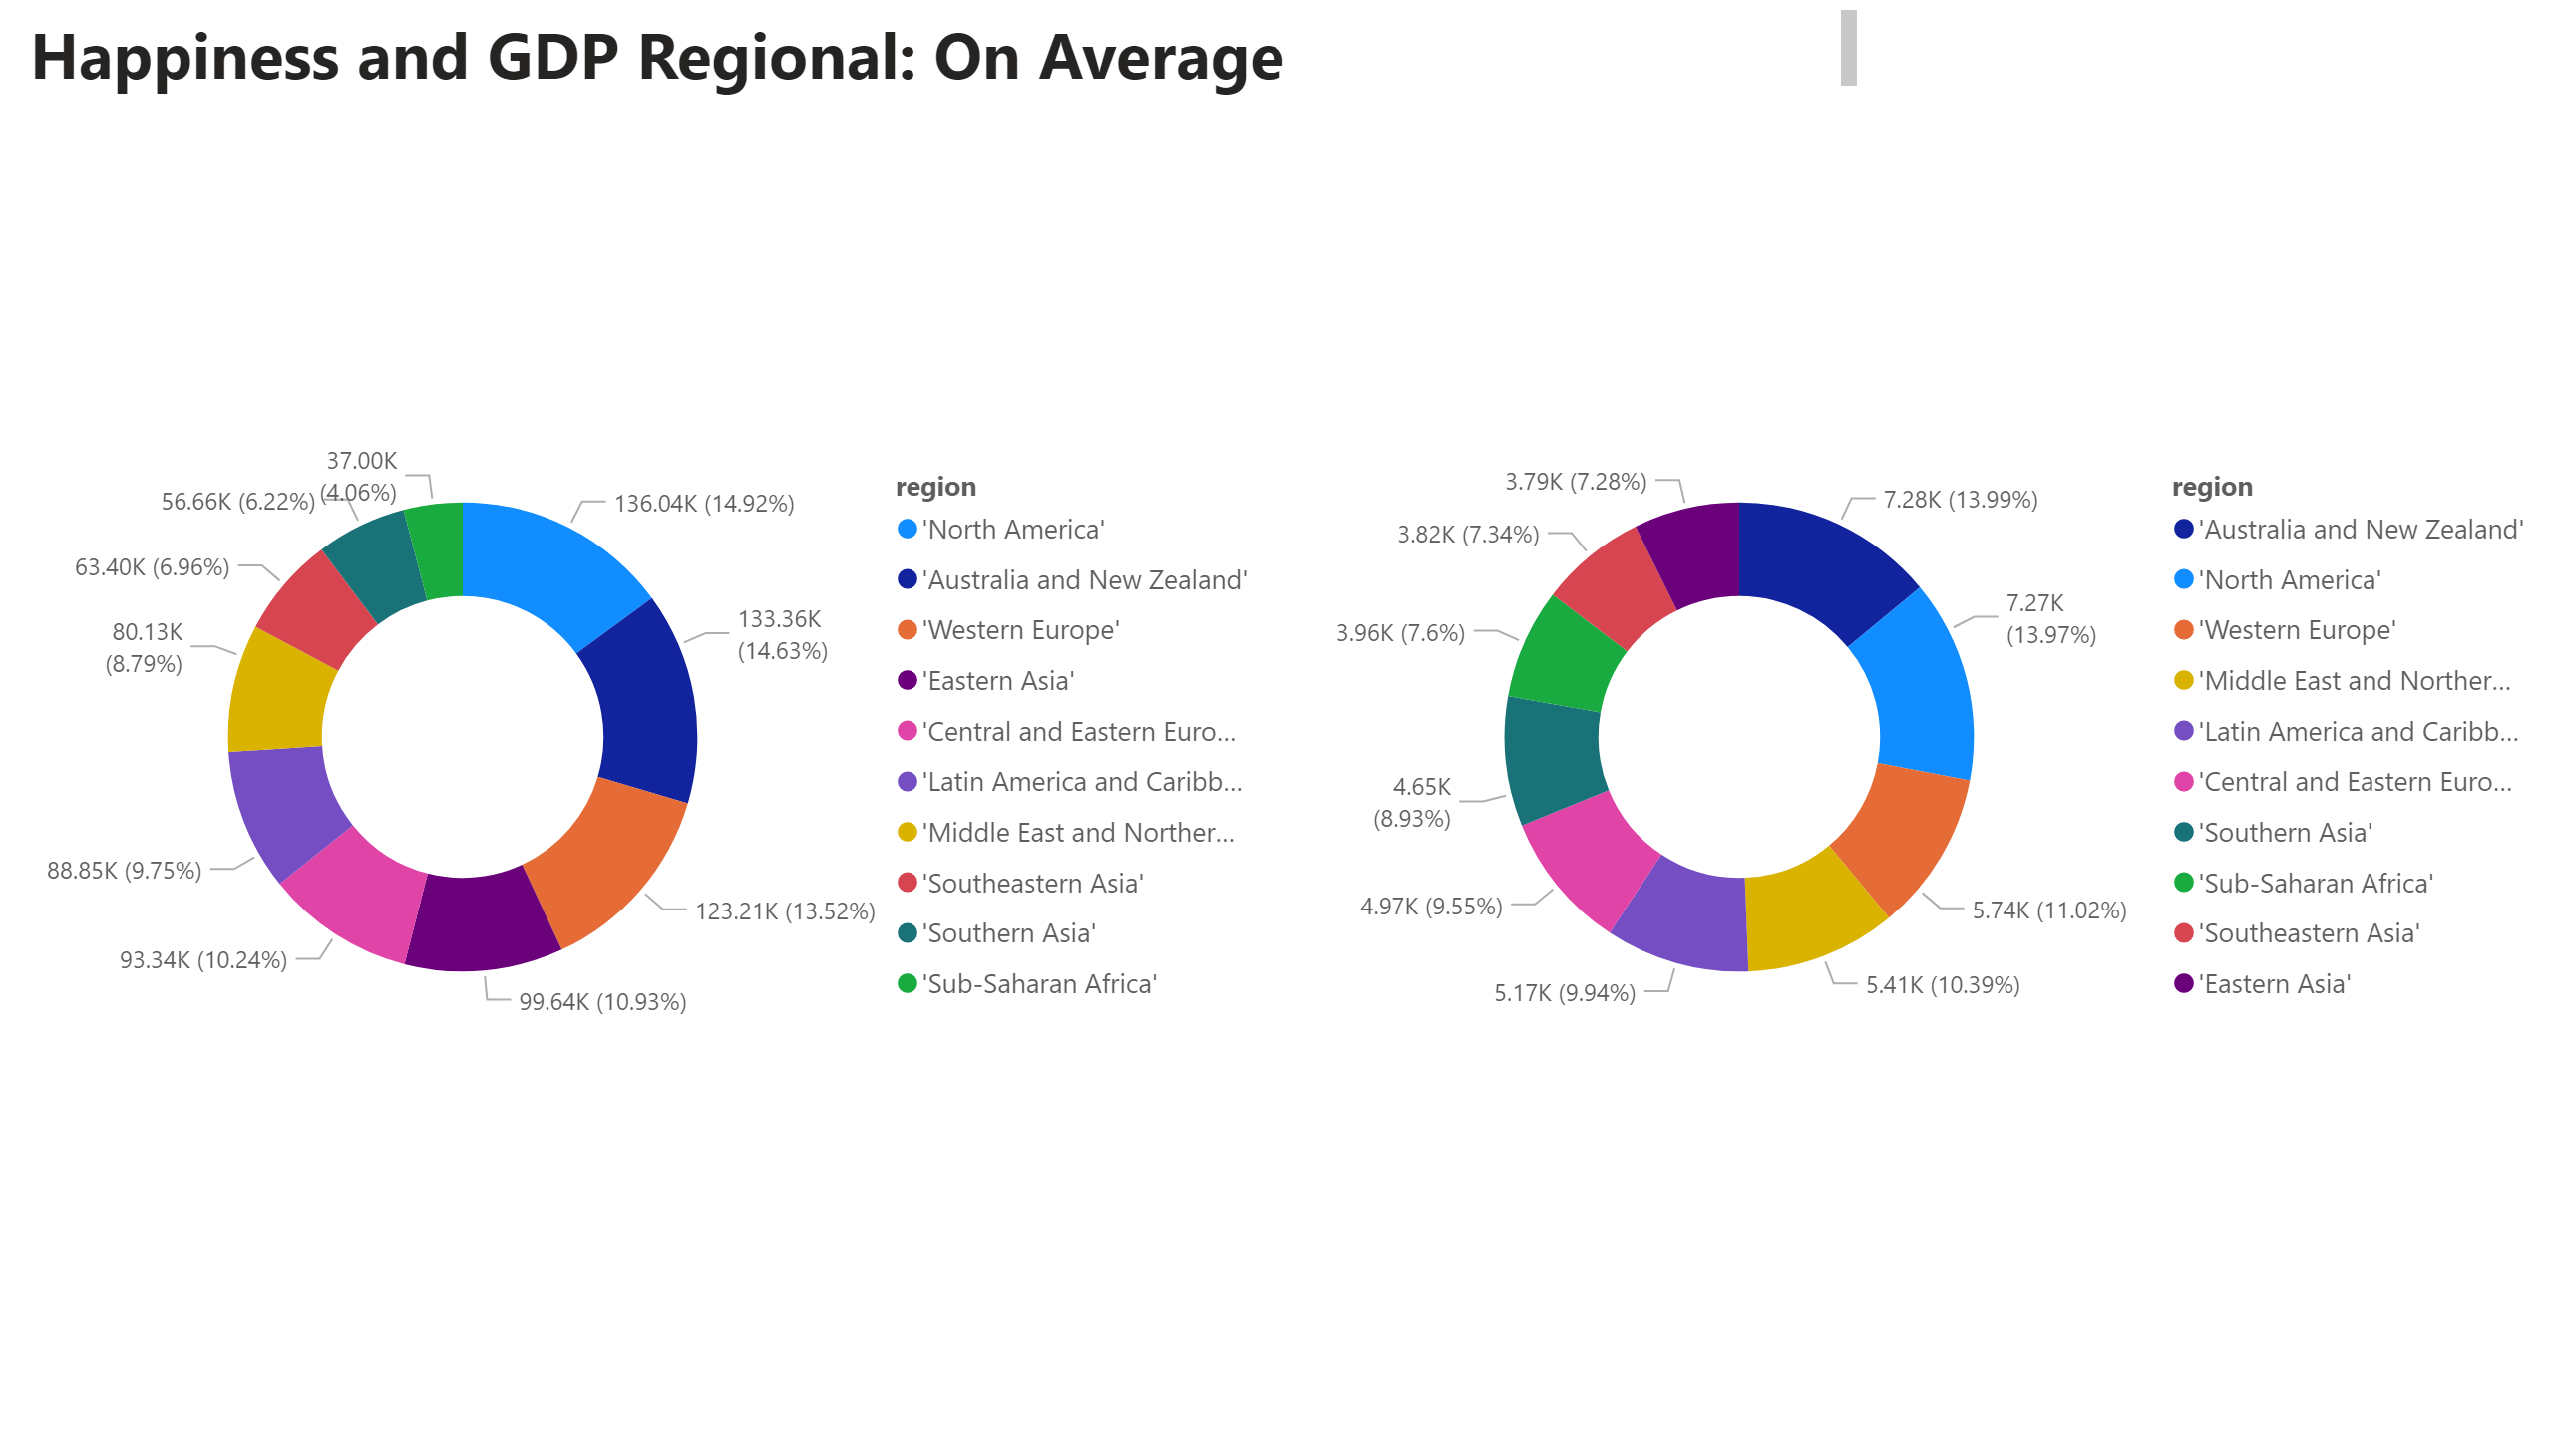 Happiness and GDP Regional: On Average
37.00K
(4.06%)
56.66K (6.22%)
136.04K (14.92%)
63.40K (6.96%)
133.36K
(14.63%)
80.13K
(8.79%)
88.85K (9.75%)
123.21K (13.52%)
93.34K (10.24%)
99.64K (10.93%)
region
'North America'
'Australia and New Zealand'
'Western Europe'
'Eastern Asia'
'Central and Eastern Euro...
'Latin America and Caribb...
'Middle East and Norther...
'Southeastern Asia'
'Southern Asia'
'Sub-Saharan Africa'
3.79K (7.28%)
7.28K (13.99%)
3.82K (7.34%)
7.27K
(13.97%)
3.96K (7.6%)
4.65K
(8.93%)
4.97K (9.55%)
5.74K (11.02%)
5.17K (9.94%)
5.41K (10.39%)
region
'Australia and New Zealand'
'North America'
'Western Europe'
'Middle East and Norther...
'Latin America and Caribb...
'Central and Eastern Euro...
'Southern Asia'
'Sub-Saharan Africa'
'Southeastern Asia'
'Eastern Asia'